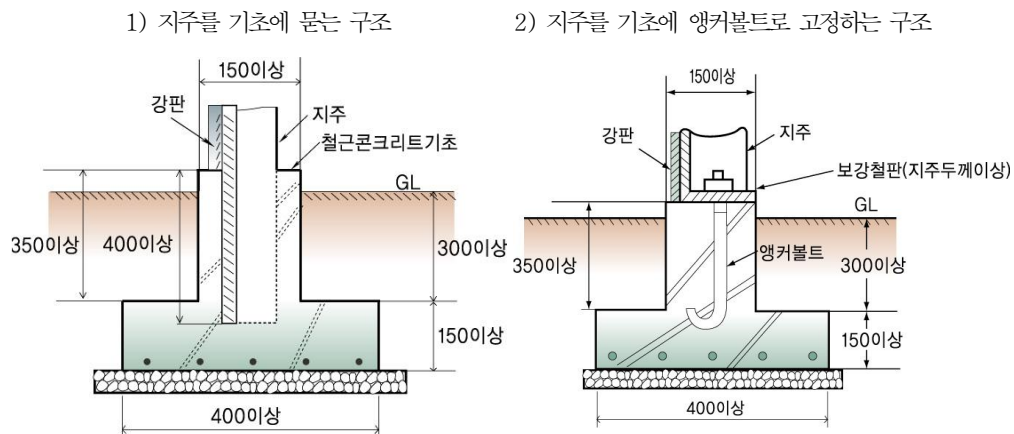 1) 지주를 기초에 묻는 구조
150이상
강판
지주
철근콘크리트기초
GL
350이상
400이상
300이상
150이상
400이상
2) 지주를 기초에 앵커볼트로 고정하는 구조
150이상
강판
지주
보강철판(지주두께이상)
GL
350이상
앵커볼트
300이상
150이상
400이상